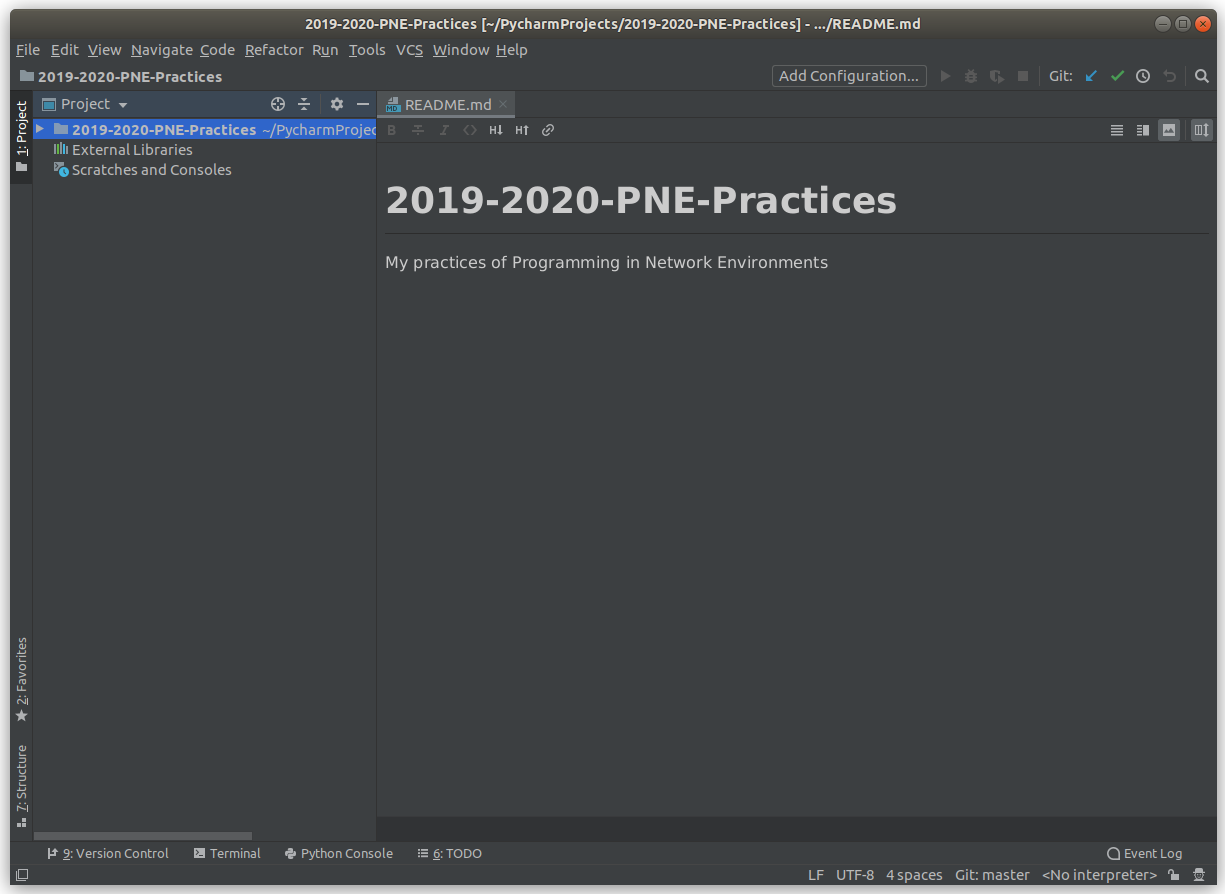 2019-2020-PNE-Practices [~/PycharmProjects/2019-2020-PNE-Practices] - .../README.md
File Edit View Navigate Code Refactor Run Tools VCS Window Help
2019-2020-PNE-Practices
Add Configuration...
Git:
1: Project
Project
README.md
2019-2020-PNE-Practices ~/PycharmProjec
External Libraries
Scratches and Consoles
B I <> H↓ H↑
2019-2020-PNE-Practices
My practices of Programming in Network Environments
2: Favorites
7: Structure
9: Version Control Terminal Python Console 6: TODO Event Log
LF UTF-8 4 spaces Git: master <No interpreter>